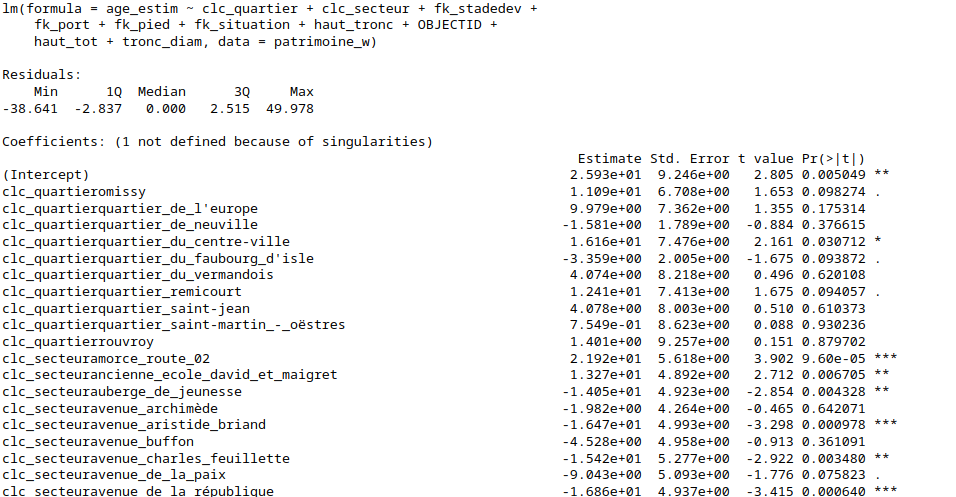 lm(formula = age_estim ~ clc_quartier + clc_secteur + fk_stadedev +
fk_port + fk_pied + fk_situation + haut_tronc + OBJECTID +
haut_tot + tronc_diam, data = patrimoine_w)
Residuals:
Min 1Q Median 3Q Max
-38.641 -2.837 0.000 2.515 49.978
Coefficients: (1 not defined because of singularities)
Estimate Std. Error t value Pr(>|t|)
(Intercept) 2.593e+01 9.246e+00 2.805 0.005049 **
clc_quartieromissy 1.109e+01 6.708e+00 1.653 0.098274 .
clc_quartierquartier_de_l'europe 9.979e+00 7.362e+00 1.355 0.175314
clc_quartierquartier_de_neuville -1.581e+00 1.789e+00 -0.884 0.376615
clc_quartierquartier_du_centre-ville 1.616e+01 7.476e+00 2.161 0.030712 *
clc_quartierquartier_du_faubourg_d'isle -3.359e+00 2.005e+00 -1.675 0.093872 .
clc_quartierquartier_du_vermandois 4.074e+00 8.218e+00 0.496 0.620108
clc_quartierquartier_remicourt 1.241e+01 7.413e+00 1.675 0.094057 .
clc_quartierquartier_saint-jean 4.078e+00 8.003e+00 0.510 0.610373
clc_quartierquartier_saint-martin_-_oëstres 7.549e-01 8.623e+00 0.088 0.930236
clc_quartierrouvroy 1.401e+00 9.257e+00 0.151 0.879702
clc_secteuramorce_route_02 2.192e+01 5.618e+00 3.902 9.60e-05 ***
clc_secteurancienne_ecole_david_et_maigret 1.327e+01 4.892e+00 2.712 0.006705 **
clc_secteurauberge_de_jeunesse -1.405e+01 4.923e+00 -2.854 0.004328 **
clc_secteuravenue_archimède -1.982e+00 4.264e+00 -0.465 0.642071
clc_secteuravenue_aristide_briand -1.647e+01 4.993e+00 -3.298 0.000978 ***
clc_secteuravenue_buffon -4.528e+00 4.958e+00 -0.913 0.361091
clc_secteuravenue_charles_feuillette -1.542e+01 5.277e+00 -2.922 0.003480 **
clc_secteuravenue_de_la_paix -9.043e+00 5.093e+00 -1.776 0.075823 .
clc_secteuravenue_de_la_république -1.686e+01 4.937e+00 -3.415 0.000640 ***